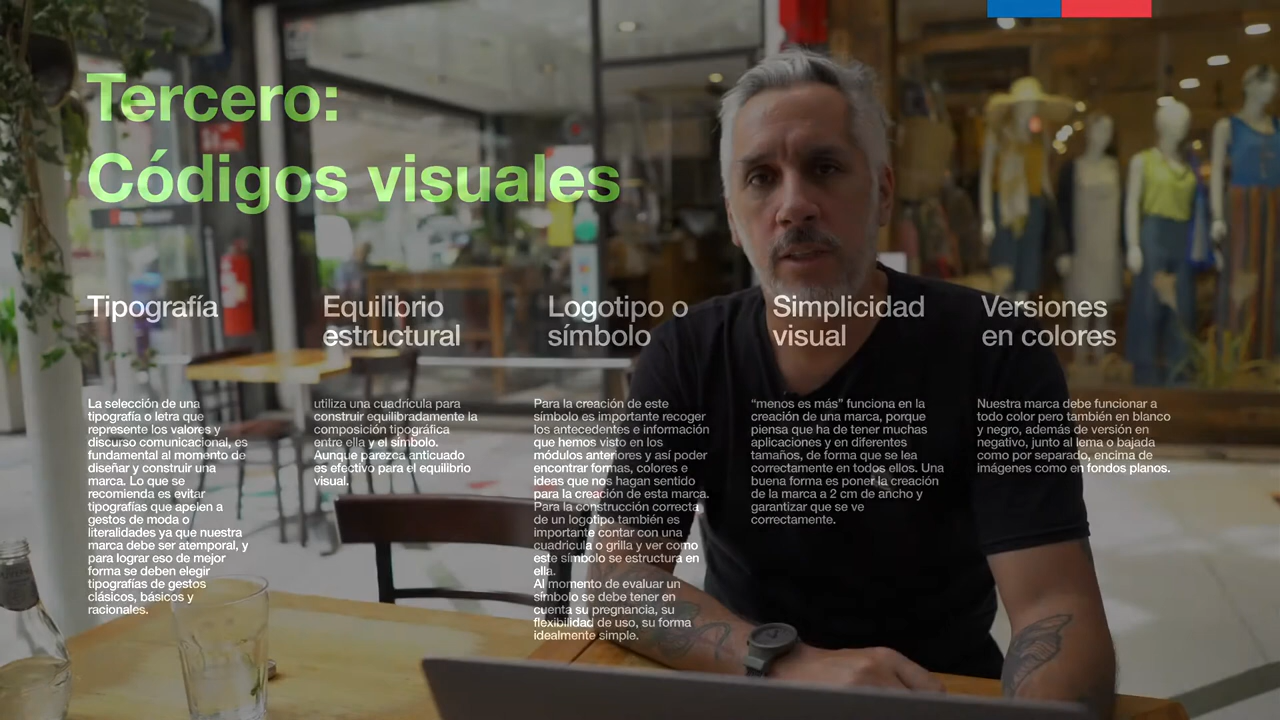 Tercero:
Códigos visuales
Tipografía
La selección de una
tipografía o letra que
represente los valores y
discurso comunicacional, es
fundamental al momento de
diseñar y construir una
marca. Lo que se
recomienda es evitar
tipografías que apelen a
gestos de moda o
literalidades ya que nuestra
marca debe ser atemporal, y
para lograr eso de mejor
forma se deben elegir
tipografías de gestos
clásicos, básicos y
racionales.
Equilibrio
estructural
utiliza una cuadrícula para
construir equilibradamente la
composición tipográfica
entre ella y el símbolo.
Aunque parezca anticuado
es efectivo para el equilibrio
visual.
Logotipo o
símbolo
Para la creación de este
símbolo es importante recoger
los antecedentes e información
que hemos visto en los
módulos anteriores y así poder
encontrar formas, colores e
ideas que nos hagan sentido
para la creación de esta marca.
Para la construcción correcta
de un logotipo también es
importante contar con una
cuadrícula o grilla y ver como
este símbolo se estructura en
ella.
Al momento de evaluar un
símbolo se debe tener en
cuenta su pregnancia, su
flexibilidad de uso, su forma
idealmente simple.
Simplicidad
visual
“menos es más” funciona en la
creación de una marca, porque
piensa que ha de tener muchas
aplicaciones y en diferentes
tamaños, de forma que se lea
correctamente en todos ellos. Una
buena forma es poner la creación
de la marca a 2 cm de ancho y
garantizar que se ve
correctamente.
Versiones
en colores
Nuestra marca debe funcionar a
todo color pero también en blanco
y negro, además de versión en
negativo, junto al lema o bajada
como por separado, encima de
imágenes como en fondos planos.